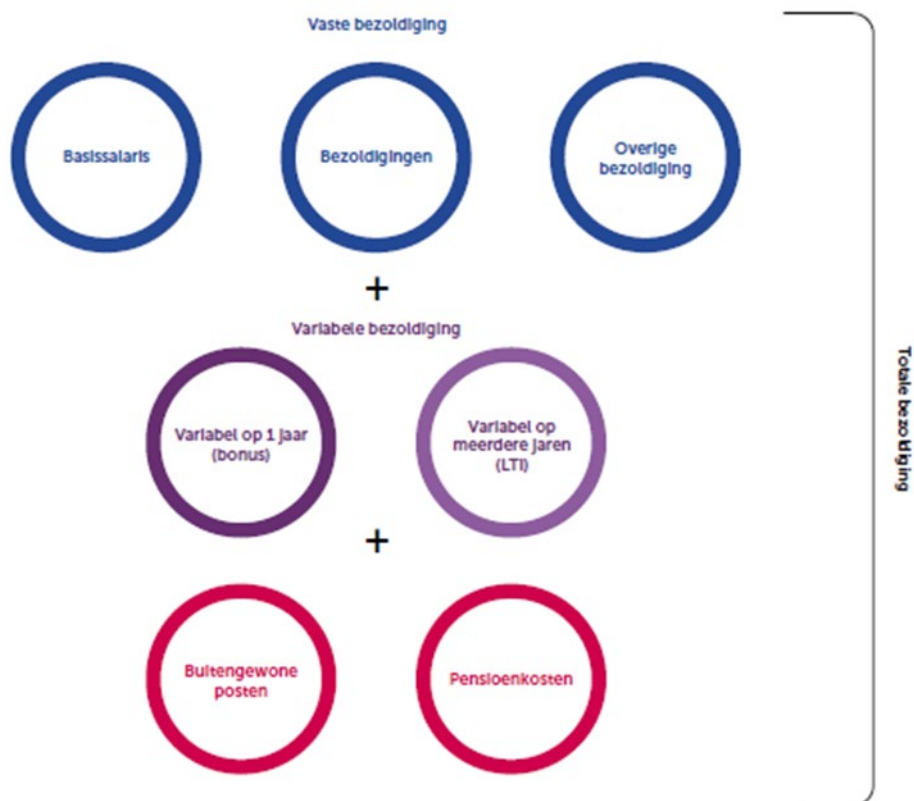 Vaste bezoldiging
Basissalaris
Bezoldigingen
Overige
bezoldiging
+
Variabele bezoldiging
Variabel op 1 jaar
(bonus)
Variabel op
meerdere jaren
(LTI)
+
Buitengewone
posten
Pensioenkosten
Totale bezoldiging